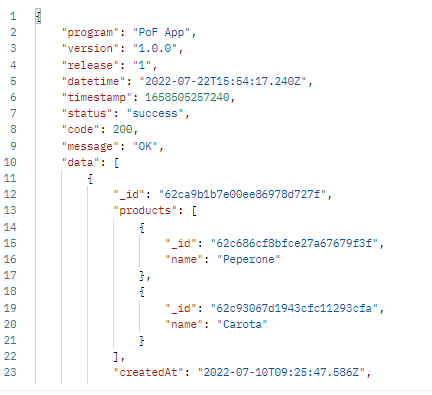 1 {
2 "program": "PoF App",
3 "version": "1.0.0",
4 "release": "1",
5 "datetime": "2022-07-22T15:54:17.240Z",
6 "timestamp": 1658505257240,
7 "status": "success",
8 "code": 200,
9 "message": "OK",
10 "data": [
11 {
12 "_id": "62ca9b1b7e00ee86978d727f",
13 "products": [
14 {
15 "_id": "62c686cf8bfce27a67679f3f",
16 "name": "Peperone"
17 },
18 {
19 "_id": "62c93067d1943cfc11293cfa",
20 "name": "Carota"
21 }
22 ],
23 "createdAt": "2022-07-10T09:25:47.586Z",